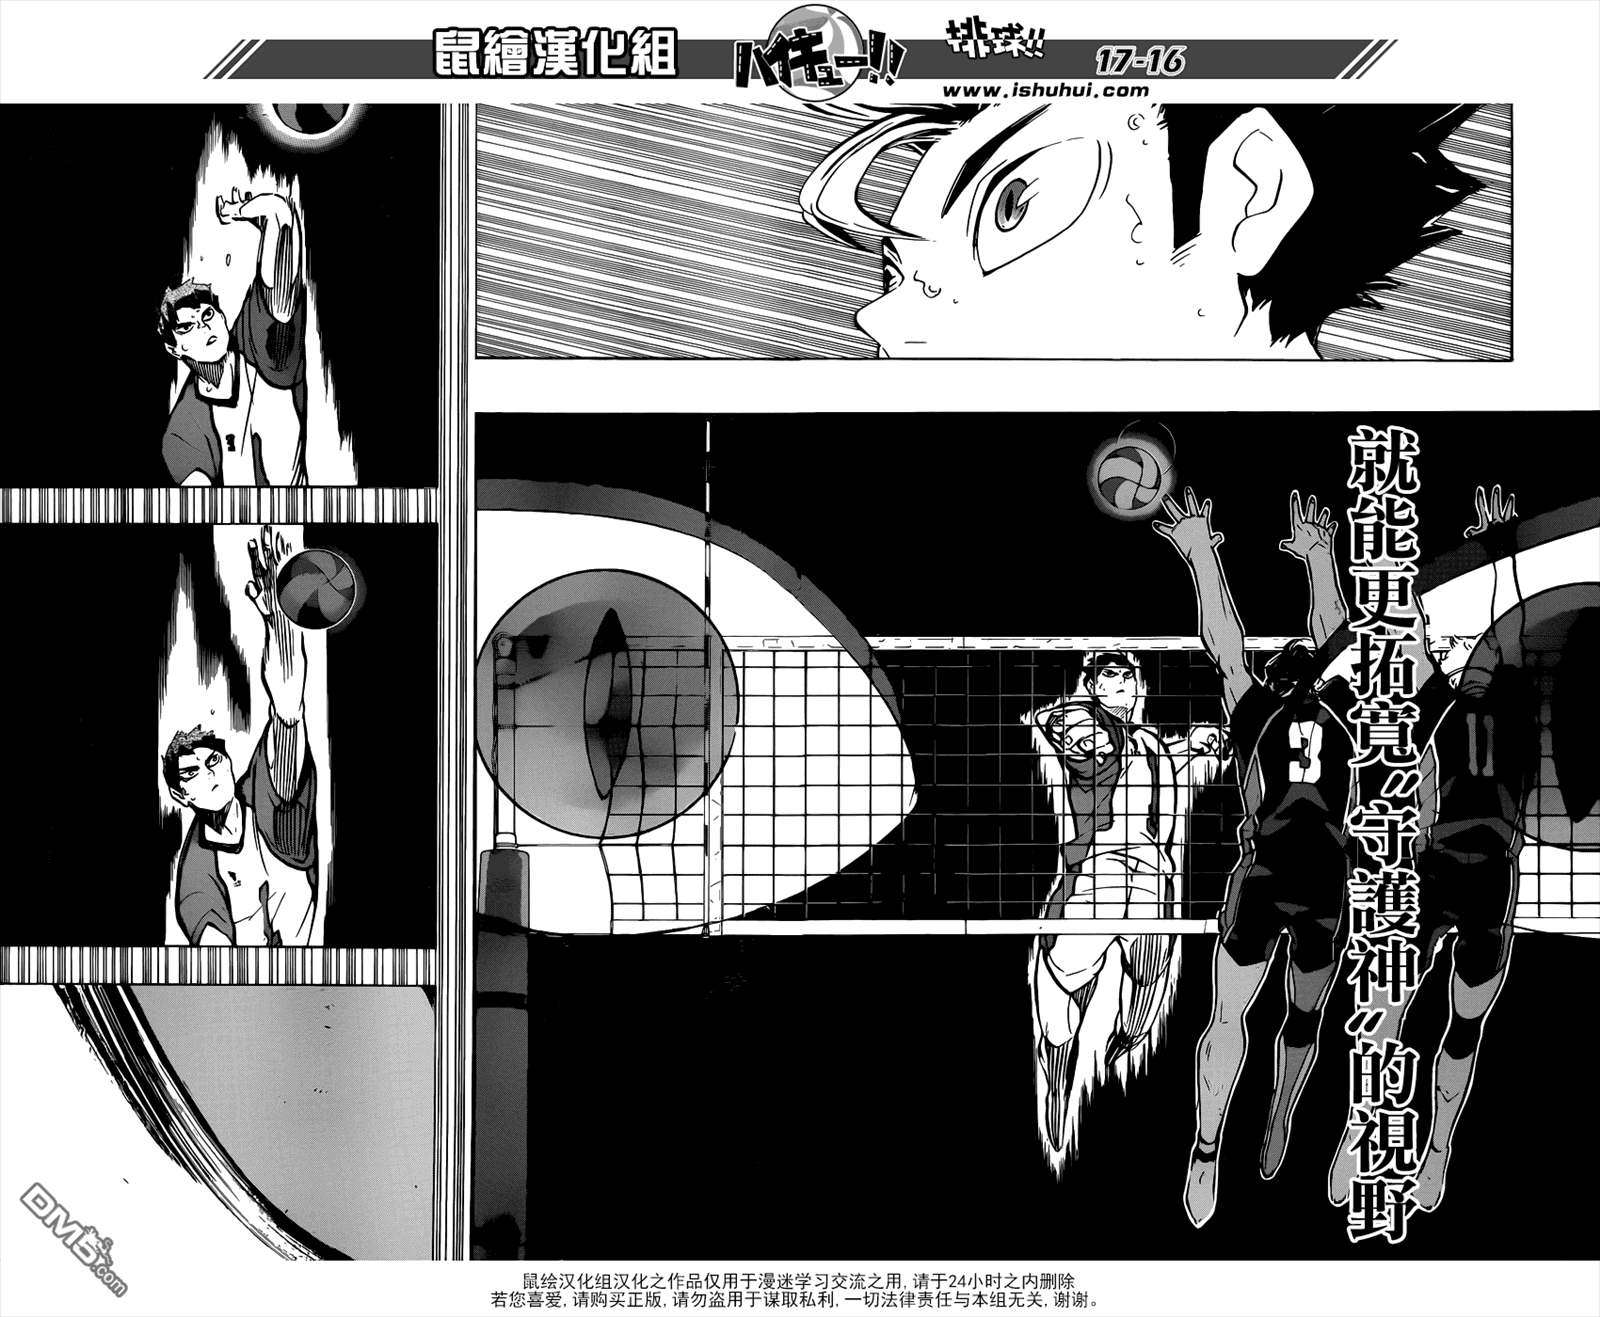 鼠繪漢化組
ハイキュー!!
排球!!
17-16
www.ishuhui.com
就能更拓寬〝守護神〞的視野
3
11
DM5.com
鼠绘汉化组汉化之作品仅用于漫迷学习交流之用,请于24小时之内删除
若您喜爱,请购买正版,请勿盗用于谋取私利,一切法律责任与本组无关,谢谢。